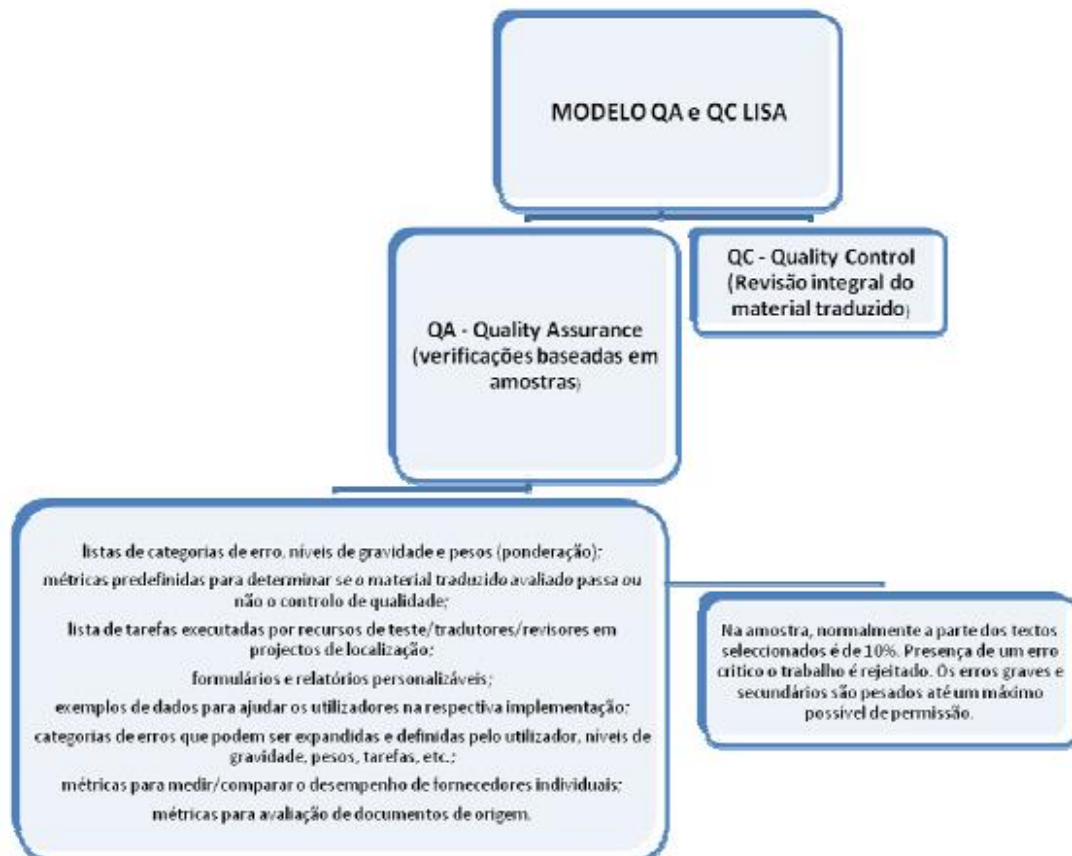 MODELO QA e QC LISA
QA - Quality Assurance
(verificações baseadas em
amostras)
QC - Quality Control
(Revisão integral do
material traduzido)
listas de categorias de erro, níveis de gravidade e pesos (ponderação);
métricas predefinidas para determinar se o material traduzido avaliado passa ou
não o controlo de qualidade;
lista de tarefas executadas por recursos de teste/tradutores/revisores em
projectos de localização;
formulários e relatórios personalizáveis;
exemplos de dados para ajudar os utilizadores na respectiva implementação;
categorias de erros que podem ser expandidas e definidas pelo utilizador, níveis de
gravidade, pesos, tarefas, etc.;
métricas para medir/comparar o desempenho de fornecedores individuais;
métricas para avaliação de documentos de origem.
Na amostra, normalmente a parte dos textos
seleccionados é de 10%. Presença de um erro
critico o trabalho é rejeitado. Os erros graves e
secundários são pesados até um máximo
possível de permissão.